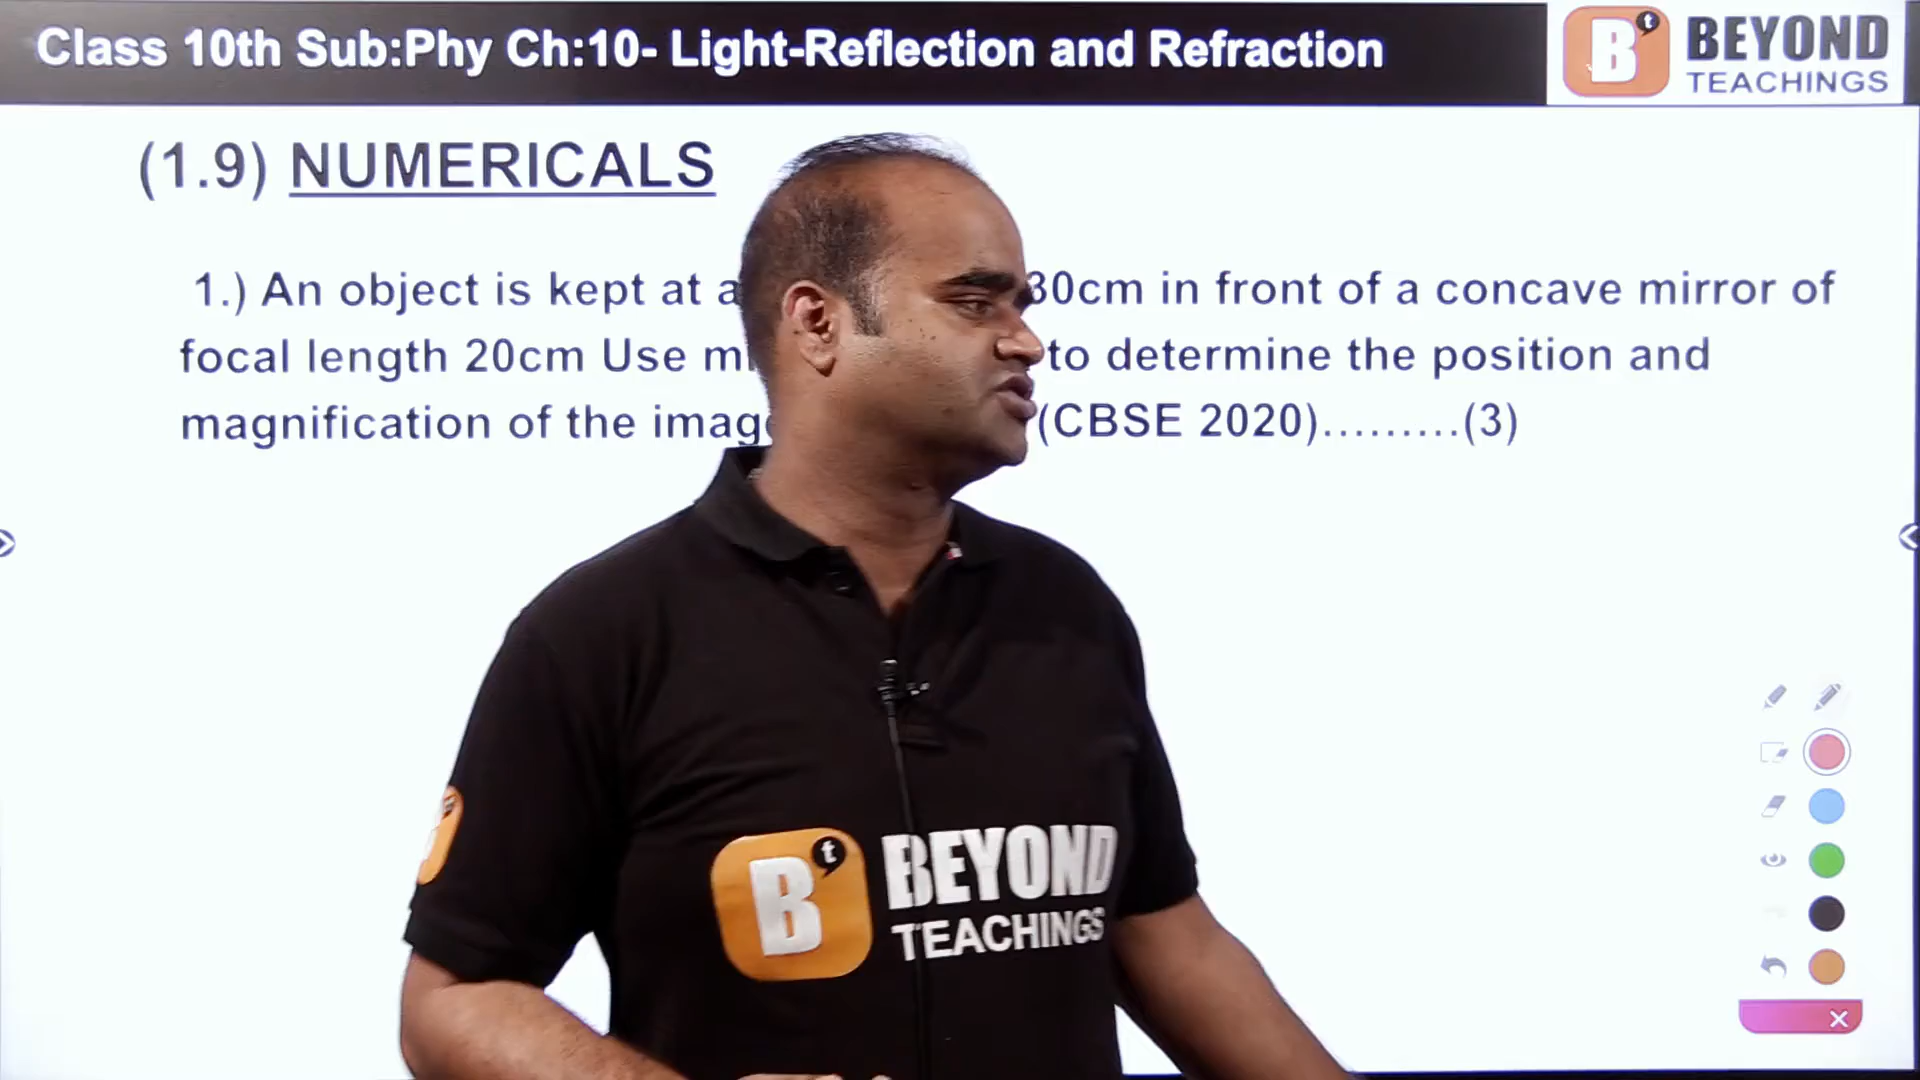 Class 10th Sub:Phy Ch:10- Light-Reflection and Refraction
B t BEYOND
TEACHINGS
(1.9) NUMERICALS
1.) An object is kept at a 30cm in front of a concave mirror of
focal length 20cm Use to determine the position and
magnification of the (CBSE 2020).........(3)
B t BEYOND
TEACHINGS